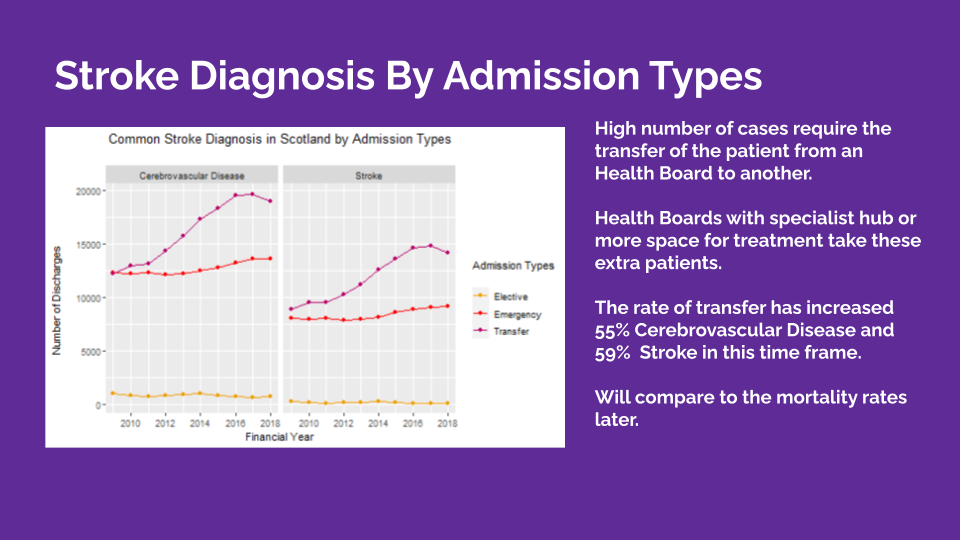 Stroke Diagnosis By Admission Types
Common Stroke Diagnosis in Scotland by Admission Types
Cerebrovascular Disease
Stroke
20000
15000
10000
5000
0
Number of Discharges
2010 2012 2014 2016 2018
2010 2012 2014 2016 2018
Financial Year
Admission Types
Elective
Emergency
Transfer
High number of cases require the
transfer of the patient from an
Health Board to another.
Health Boards with specialist hub or
more space for treatment take these
extra patients.
The rate of transfer has increased
55% Cerebrovascular Disease and
59%  Stroke in this time frame.
Will compare to the mortality rates
later.